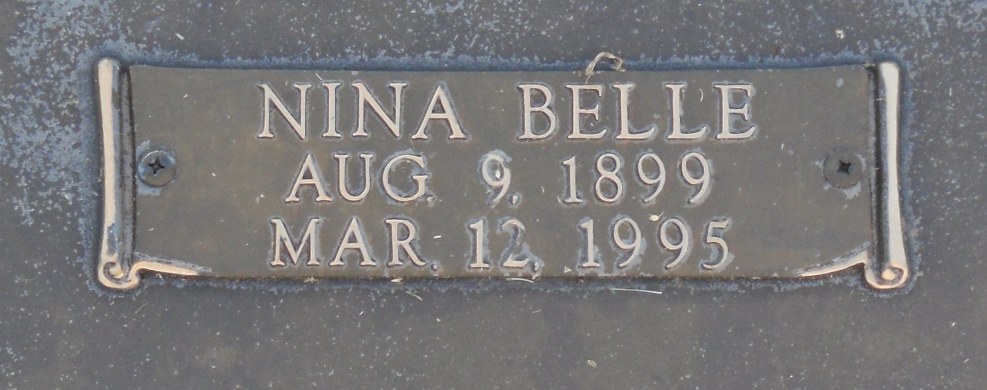 NINA BELLE
AUG. 9, 1899
MAR. 12, 1995